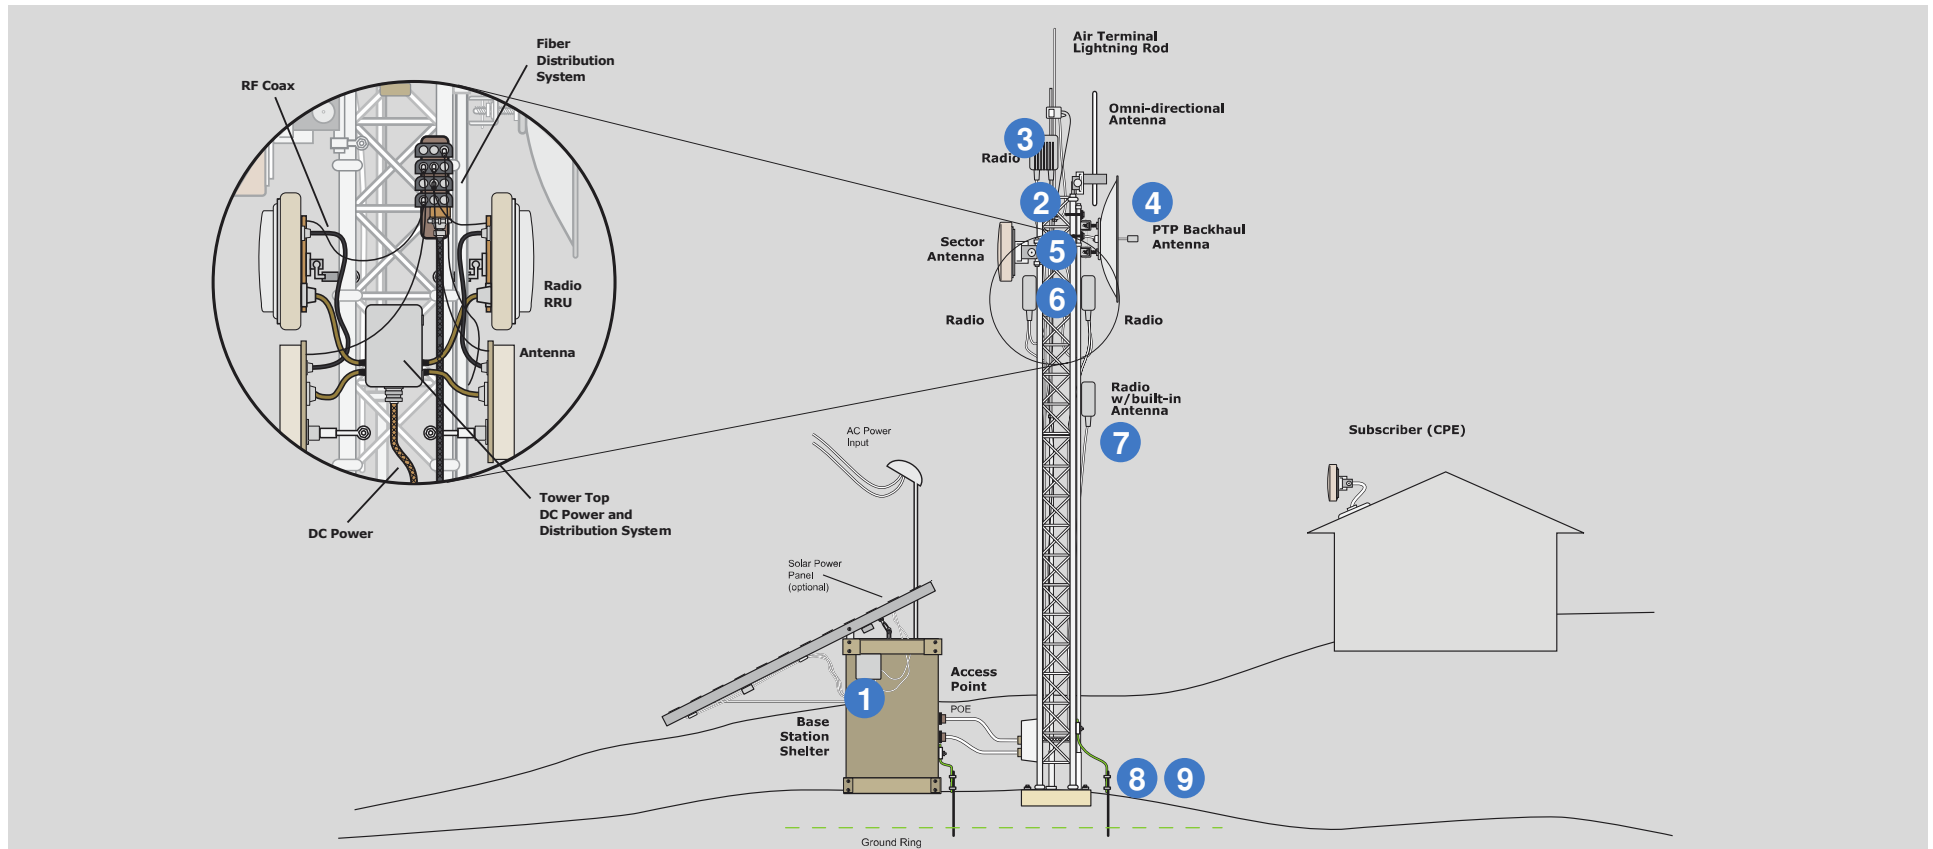 Air Terminal
Lightning Rod
Fiber
Distribution
System
RF Coax
Omni-directional
Antenna
3
Radio
2
4
PTP Backhaul
Antenna
Sector
Antenna
5
6
Radio
Radio
Radio
RRU
Antenna
Radio
w/built-in
Antenna
7
AC Power
Input
Subscriber (CPE)
Tower Top
DC Power and
Distribution System
DC Power
Solar Power
Panel
(optional)
Access
Point
1
POE
Base
Station
Shelter
8
9
Ground Ring